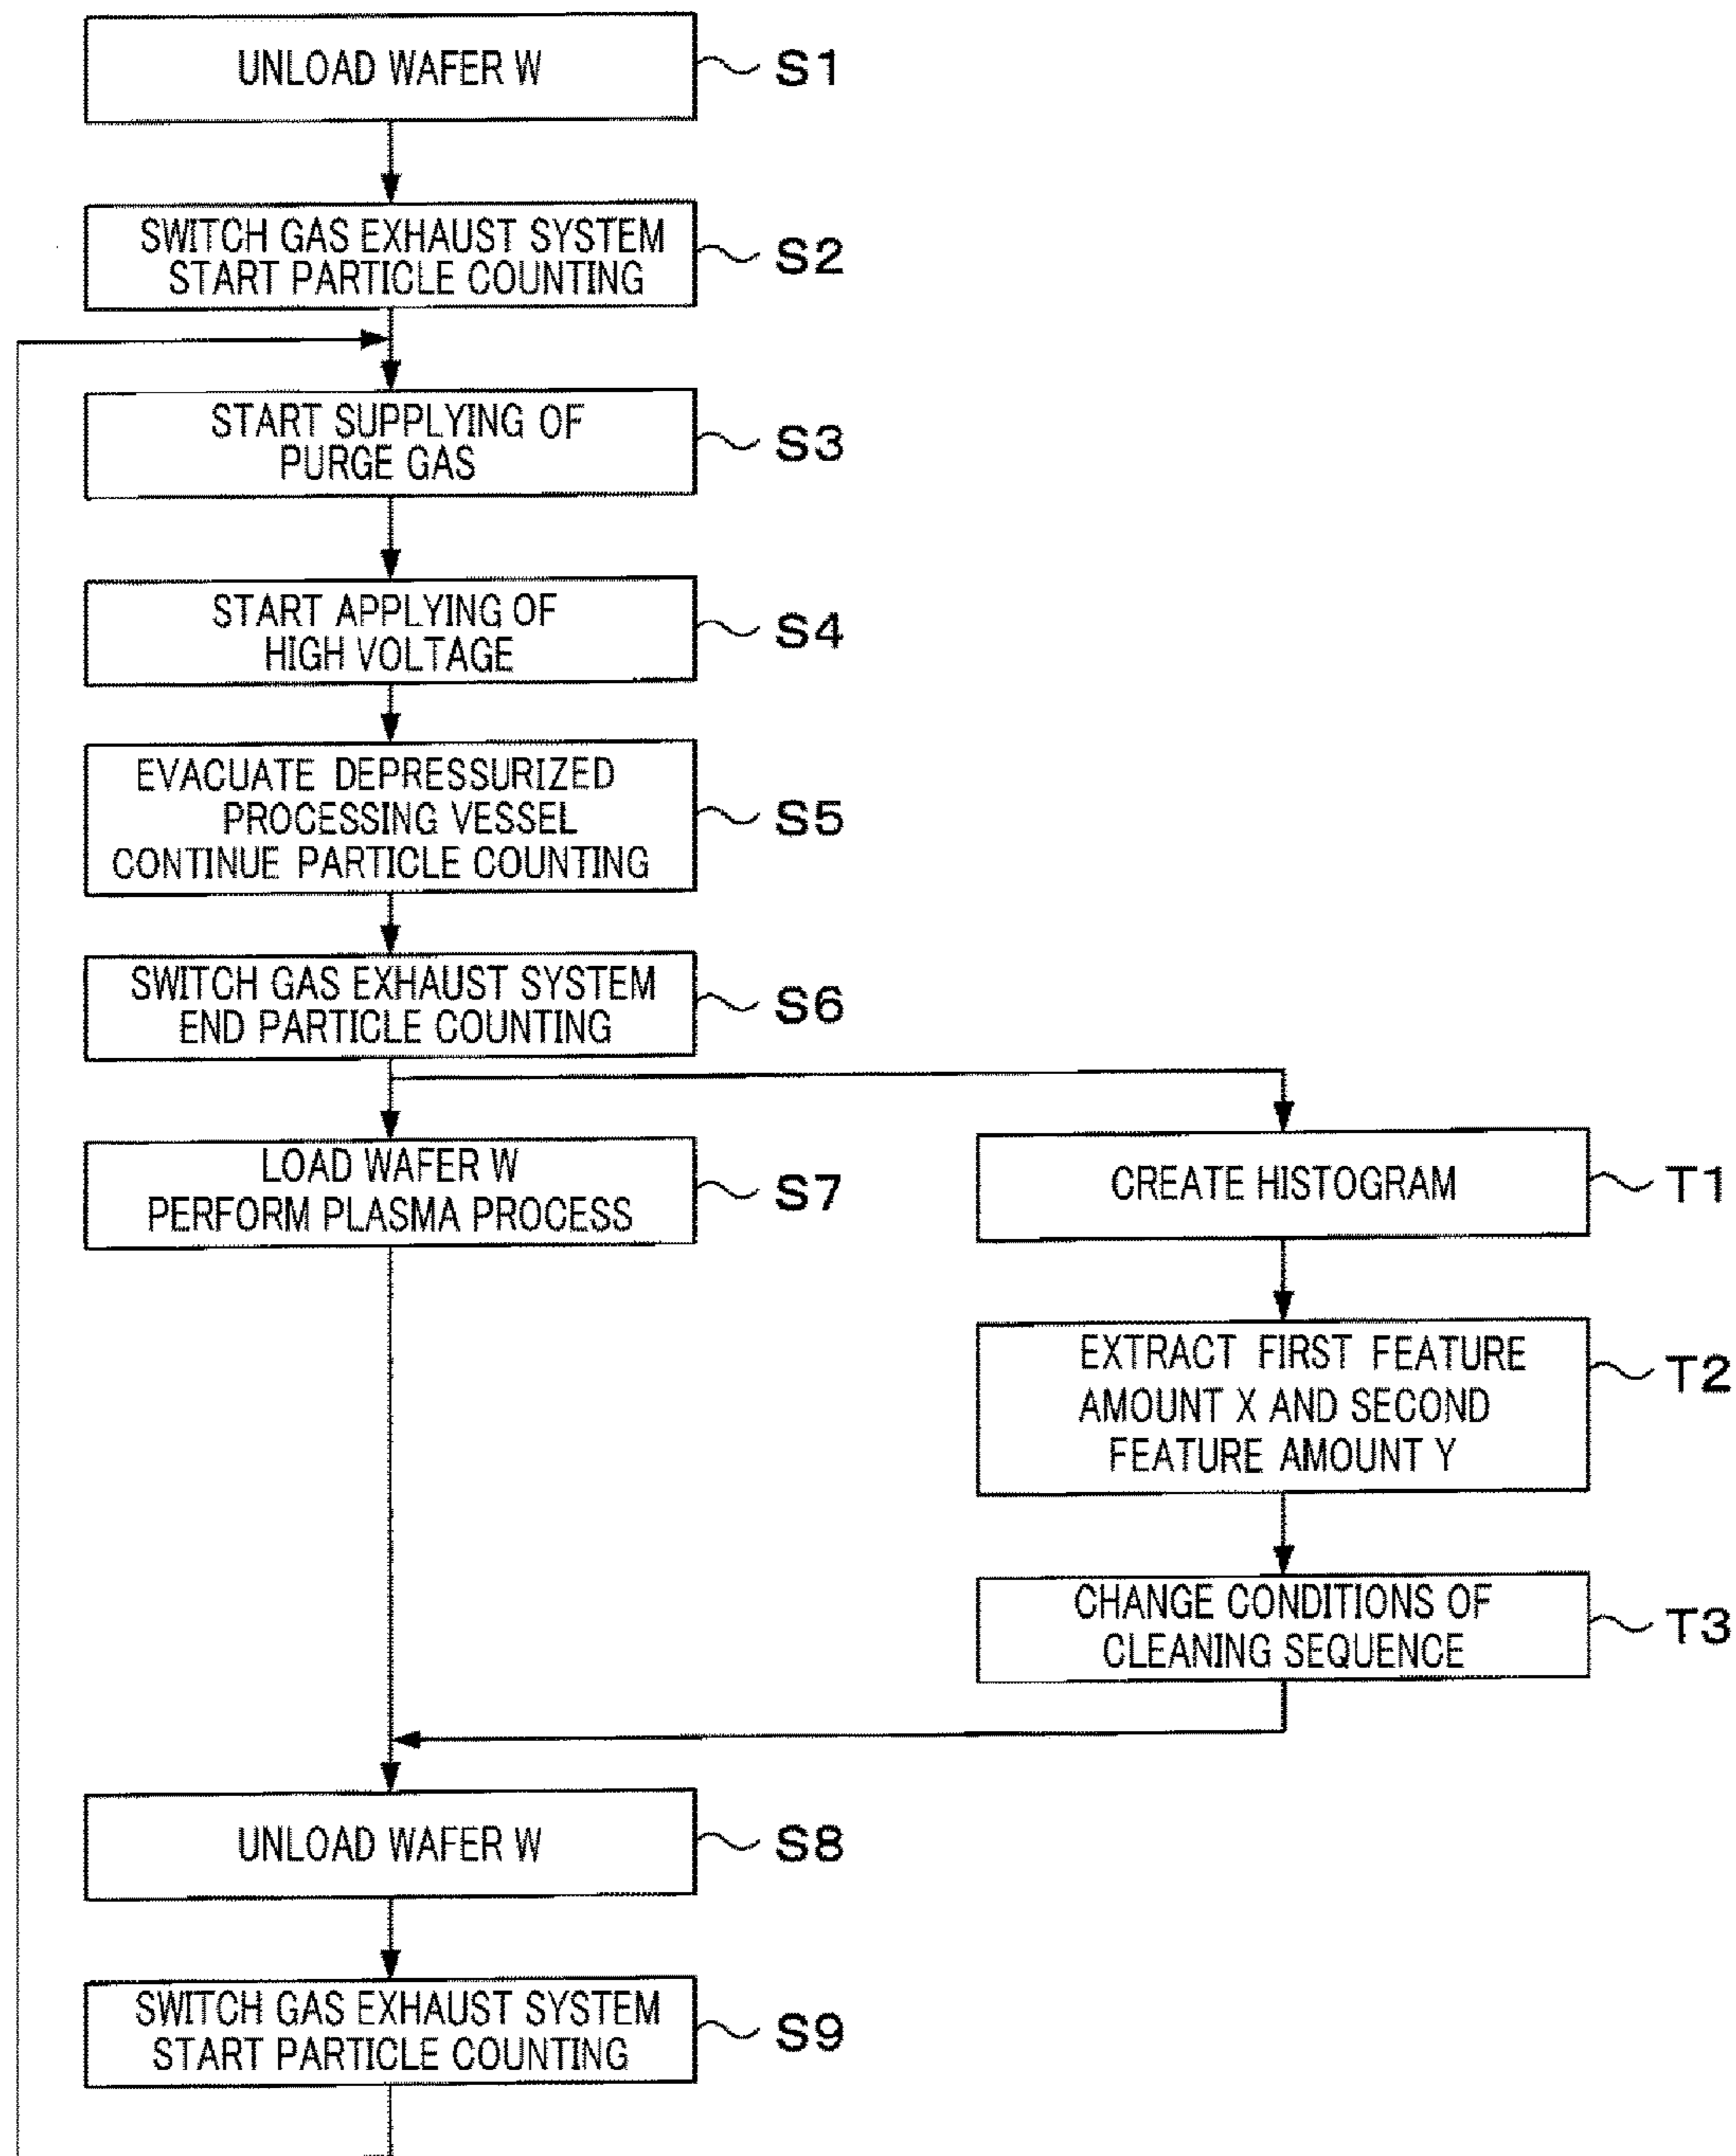 UNLOAD WAFER W
S1
SWITCH GAS EXHAUST SYSTEM
START PARTICLE COUNTING
S2
START SUPPLYING OF
PURGE GAS
S3
START APPLYING OF
HIGH VOLTAGE
S4
EVACUATE DEPRESSURIZED
PROCESSING VESSEL
CONTINUE PARTICLE COUNTING
S5
SWITCH GAS EXHAUST SYSTEM
END PARTICLE COUNTING
S6
LOAD WAFER W
PERFORM PLASMA PROCESS
S7
CREATE HISTOGRAM
T1
EXTRACT FIRST FEATURE
AMOUNT X AND SECOND
FEATURE AMOUNT Y
T2
CHANGE CONDITIONS OF
CLEANING SEQUENCE
T3
UNLOAD WAFER W
S8
SWITCH GAS EXHAUST SYSTEM
START PARTICLE COUNTING
S9